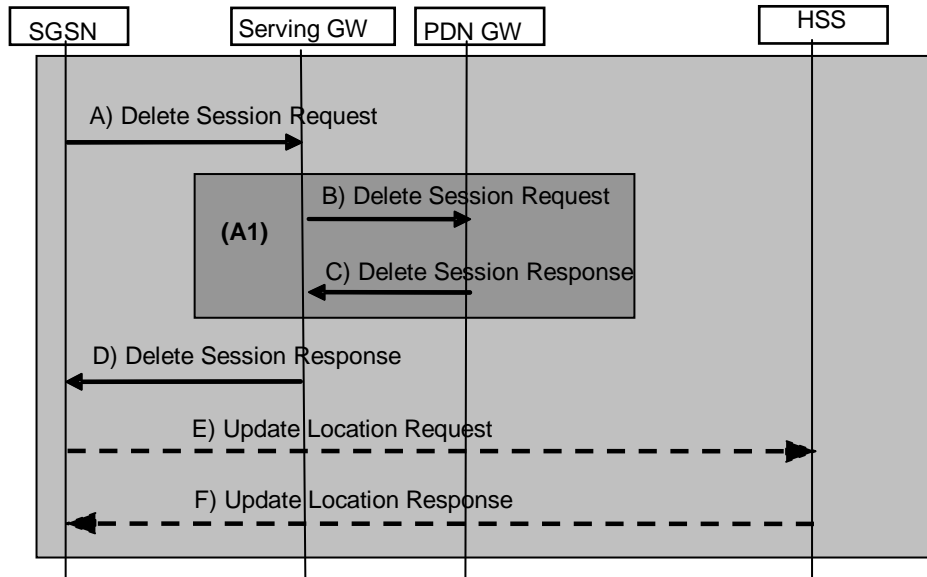 SGSN
Serving GW
PDN GW
HSS
A) Delete Session Request
B) Delete Session Request
(A1)
C) Delete Session Response
D) Delete Session Response
E) Update Location Request
F) Update Location Response